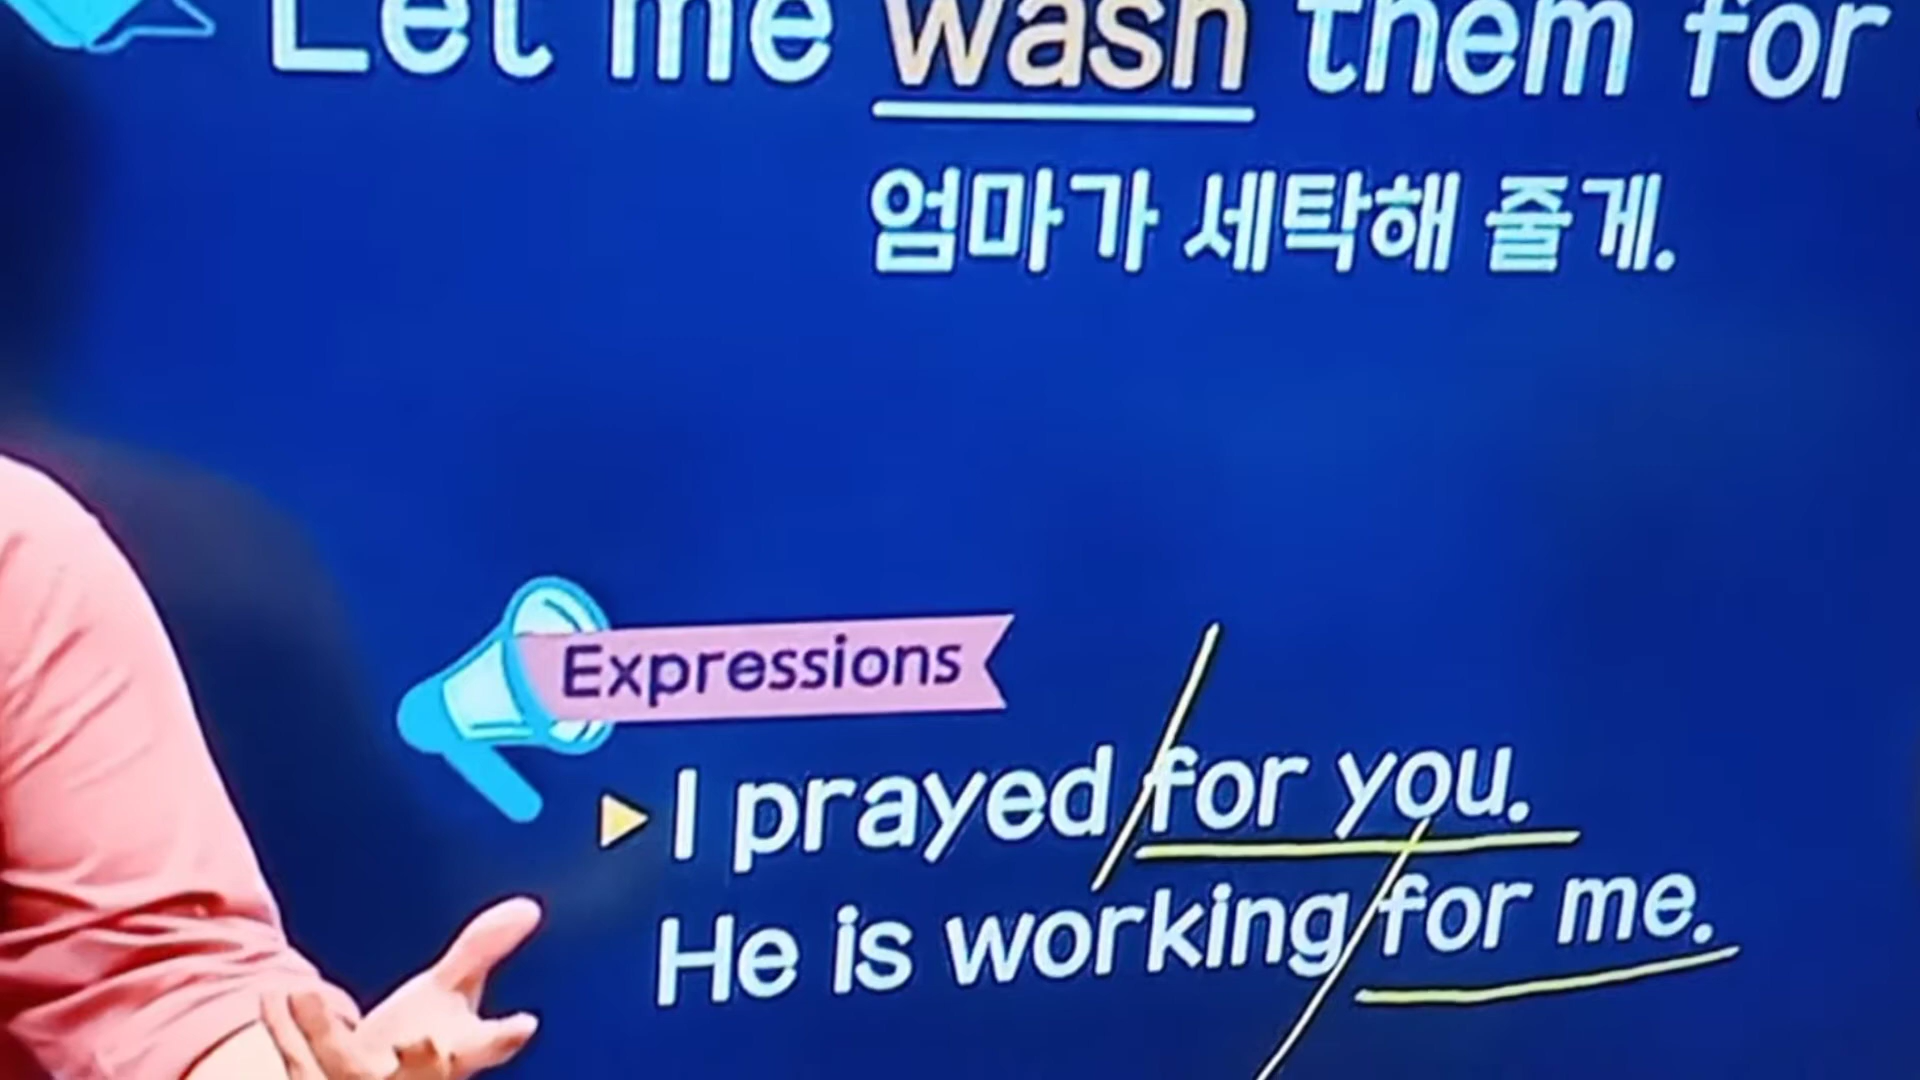 Let me wash them for
엄마가 세탁해 줄게.
Expressions
I prayed for you.
He is working for me.